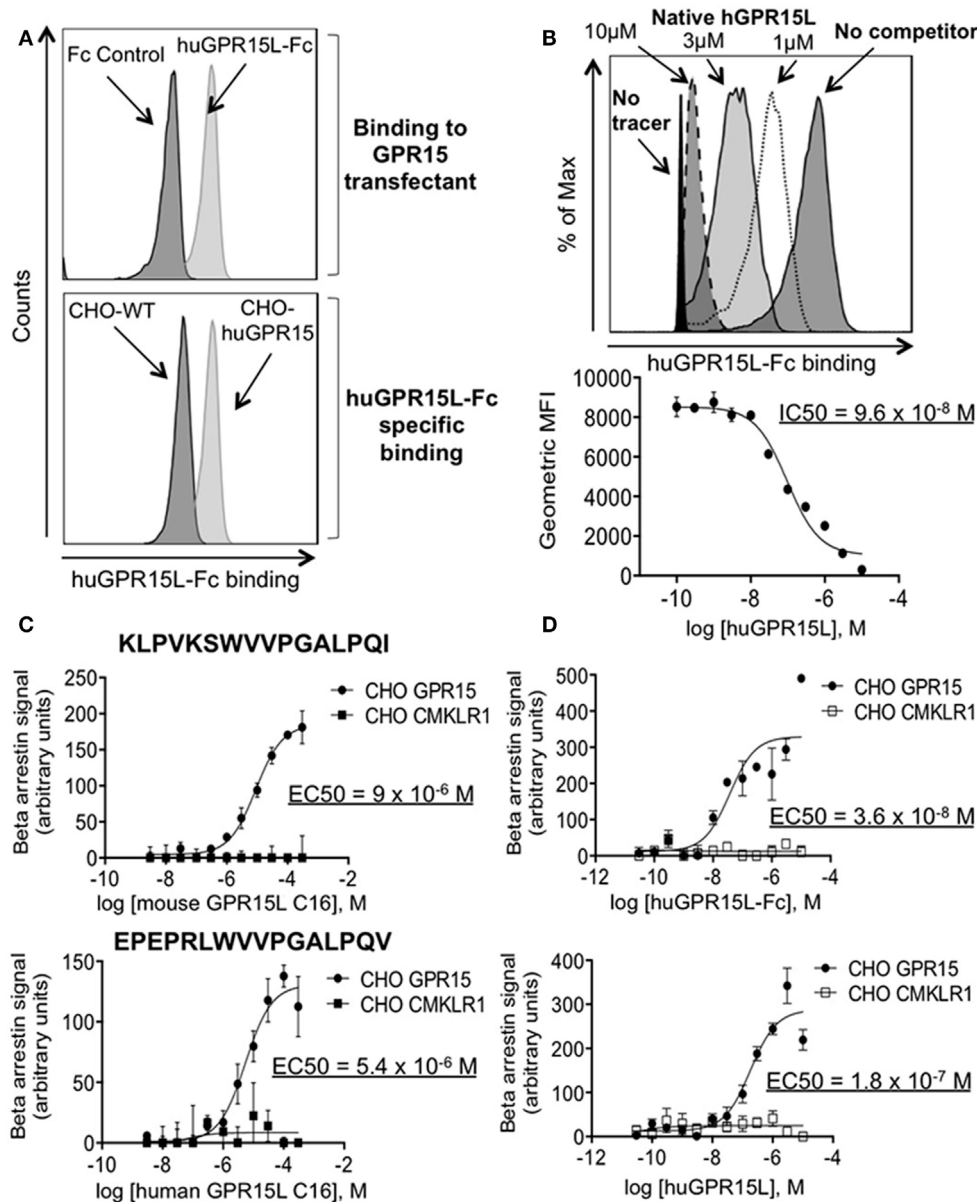 A
Counts
Fc Control
huGPR15L-Fc
Binding to
GPR15
transfectant
CHO-WT
CHO-
huGPR15
huGPR15L-Fc
specific
binding
huGPR15L-Fc binding
B
% of Max
Native hGPR15L
10µM
3µM
1µM
No competitor
No
tracer
huGPR15L-Fc binding
Geometric MFI
10000
8000
6000
4000
2000
0
IC50 = 9.6 x 10-8 M
-10 -8 -6 -4
log [huGPR15L], M
C
KLPVKSWVVPGALPQI
Beta arrestin signal
(arbitrary units)
250
200
150
100
50
0
CHO GPR15
CHO CMKLR1
EC50 = 9 x 10-6 M
-10 -8 -6 -4 -2
log [mouse GPR15L C16], M
EPEPRLWVVPGALPQV
Beta arrestin signal
(arbitrary units)
150
100
50
0
CHO GPR15
CHO CMKLR1
EC50 = 5.4 x 10-6 M
-10 -8 -6 -4 -2
log [human GPR15L C16], M
D
Beta arrestin signal
(arbitrary units)
500
400
300
200
100
0
CHO GPR15
CHO CMKLR1
EC50 = 3.6 x 10-8 M
-12 -10 -8 -6 -4
log [huGPR15L-Fc], M
Beta arrestin signal
(arbitrary units)
400
300
200
100
0
CHO GPR15
CHO CMKLR1
EC50 = 1.8 x 10-7 M
-12 -10 -8 -6 -4
log [huGPR15L], M